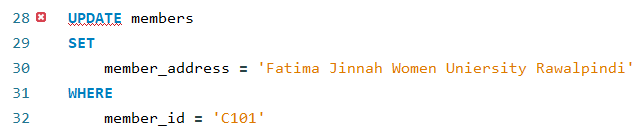 28 UPDATE members
29 SET
30 member_address = 'Fatima Jinnah Women Uniersity Rawalpindi'
31 WHERE
32 member_id = 'C101'